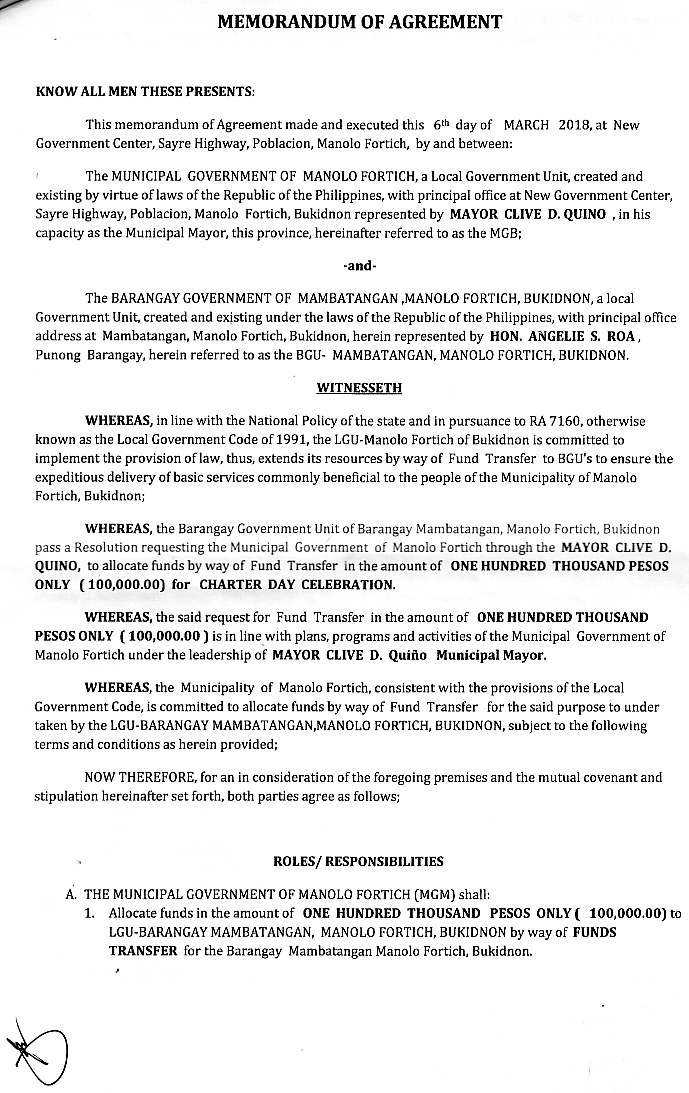 MEMORANDUM OF AGREEMENT
KNOW ALL MEN THESE PRESENTS:
This memorandum of Agreement made and executed this 6th day of MARCH 2018, at New
Government Center, Sayre Highway, Poblacion, Manolo Fortich, by and between:
The MUNICIPAL GOVERNMENT OF MANOLO FORTICH, a Local Government Unit, created and
existing by virtue of laws of the Republic of the Philippines, with principal office at New Government Center,
Sayre Highway, Poblacion, Manolo Fortich, Bukidnon represented by MAYOR CLIVE D. QUINO , in his
capacity as the Municipal Mayor, this province, hereinafter referred to as the MGB;
-and-
The BARANGAY GOVERNMENT OF MAMBATANGAN ,MANOLO FORTICH, BUKIDNON, a local
Government Unit, created and existing under the laws of the Republic of the Philippines, with principal office
address at Mambatangan, Manolo Fortich, Bukidnon, herein represented by HON. ANGELIE S. ROA ,
Punong Barangay, herein referred to as the BGU- MAMBATANGAN, MANOLO FORTICH, BUKIDNON.
WITNESSETH
WHEREAS, in line with the National Policy of the state and in pursuance to RA 7160, otherwise
known as the Local Government Code of 1991, the LGU-Manolo Fortich of Bukidnon is committed to
implement the provision of law, thus, extends its resources by way of Fund Transfer to BGU's to ensure the
expeditious delivery of basic services commonly beneficial to the people of the Municipality of Manolo
Fortich, Bukidnon;
WHEREAS, the Barangay Government Unit of Barangay Mambatangan, Manolo Fortich, Bukidnon
pass a Resolution requesting the Municipal Government of Manolo Fortich through the MAYOR CLIVE D.
QUINO, to allocate funds by way of Fund Transfer in the amount of ONE HUNDRED THOUSAND PESOS
ONLY ( 100,000.00) for CHARTER DAY CELEBRATION.
WHEREAS, the said request for Fund Transfer in the amount of ONE HUNDRED THOUSAND
PESOS ONLY ( 100,000.00 ) is in line with plans, programs and activities of the Municipal Government of
Manolo Fortich under the leadership of MAYOR CLIVE D. Quiño Municipal Mayor.
WHEREAS, the Municipality of Manolo Fortich, consistent with the provisions of the Local
Government Code, is committed to allocate funds by way of Fund Transfer for the said purpose to under
taken by the LGU-BARANGAY MAMBATANGAN,MANOLO FORTICH, BUKIDNON, subject to the following
terms and conditions as herein provided;
NOW THEREFORE, for an in consideration of the foregoing premises and the mutual covenant and
stipulation hereinafter set forth, both parties agree as follows;
ROLES/ RESPONSIBILITIES
A. THE MUNICIPAL GOVERNMENT OF MANOLO FORTICH (MGM) shall:
1. Allocate funds in the amount of ONE HUNDRED THOUSAND PESOS ONLY ( 100,000.00) to
LGU-BARANGAY MAMBATANGAN, MANOLO FORTICH, BUKIDNON by way of FUNDS
TRANSFER for the Barangay Mambatangan Manolo Fortich, Bukidnon.